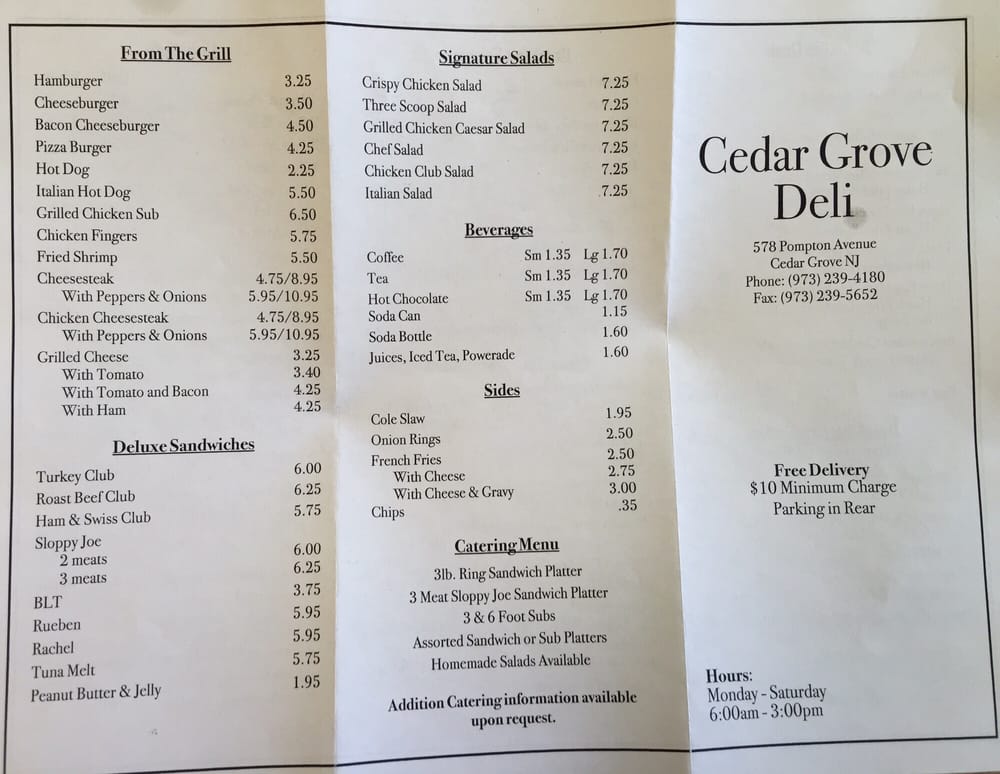 From The Grill
Hamburger 3.25
Cheeseburger 3.50
Bacon Cheeseburger 4.50
Pizza Burger 4.25
Hot Dog 2.25
Italian Hot Dog 5.50
Grilled Chicken Sub 6.50
Chicken Fingers 5.75
Fried Shrimp 5.50
Cheesesteak 4.75/8.95
With Peppers & Onions 5.95/10.95
Chicken Cheesesteak 4.75/8.95
With Peppers & Onions 5.95/10.95
Grilled Cheese 3.25
With Tomato 3.40
With Tomato and Bacon 4.25
With Ham 4.25
Deluxe Sandwiches
Turkey Club 6.00
Roast Beef Club 6.25
Ham & Swiss Club 5.75
Sloppy Joe
2 meats 6.00
3 meats 6.25
BLT 3.75
Rueben 5.95
Rachel 5.95
Tuna Melt 5.75
Peanut Butter & Jelly 1.95
Signature Salads
Crispy Chicken Salad 7.25
Three Scoop Salad 7.25
Grilled Chicken Caesar Salad 7.25
Chef Salad 7.25
Chicken Club Salad 7.25
Italian Salad 7.25
Beverages
Coffee Sm 1.35 Lg 1.70
Tea Sm 1.35 Lg 1.70
Hot Chocolate Sm 1.35 Lg 1.70
Soda Can 1.15
Soda Bottle 1.60
Juices, Iced Tea, Powerade 1.60
Sides
Cole Slaw 1.95
Onion Rings 2.50
French Fries 2.50
With Cheese 2.75
With Cheese & Gravy 3.00
Chips .35
Catering Menu
3lb. Ring Sandwich Platter
3 Meat Sloppy Joe Sandwich Platter
3 & 6 Foot Subs
Assorted Sandwich or Sub Platters
Homemade Salads Available
Addition Catering information available
upon request.
Cedar Grove
Deli
578 Pompton Avenue
Cedar Grove NJ
Phone: (973) 239-4180
Fax: (973) 239-5652
Free Delivery
$10 Minimum Charge
Parking in Rear
Hours:
Monday - Saturday
6:00am - 3:00pm